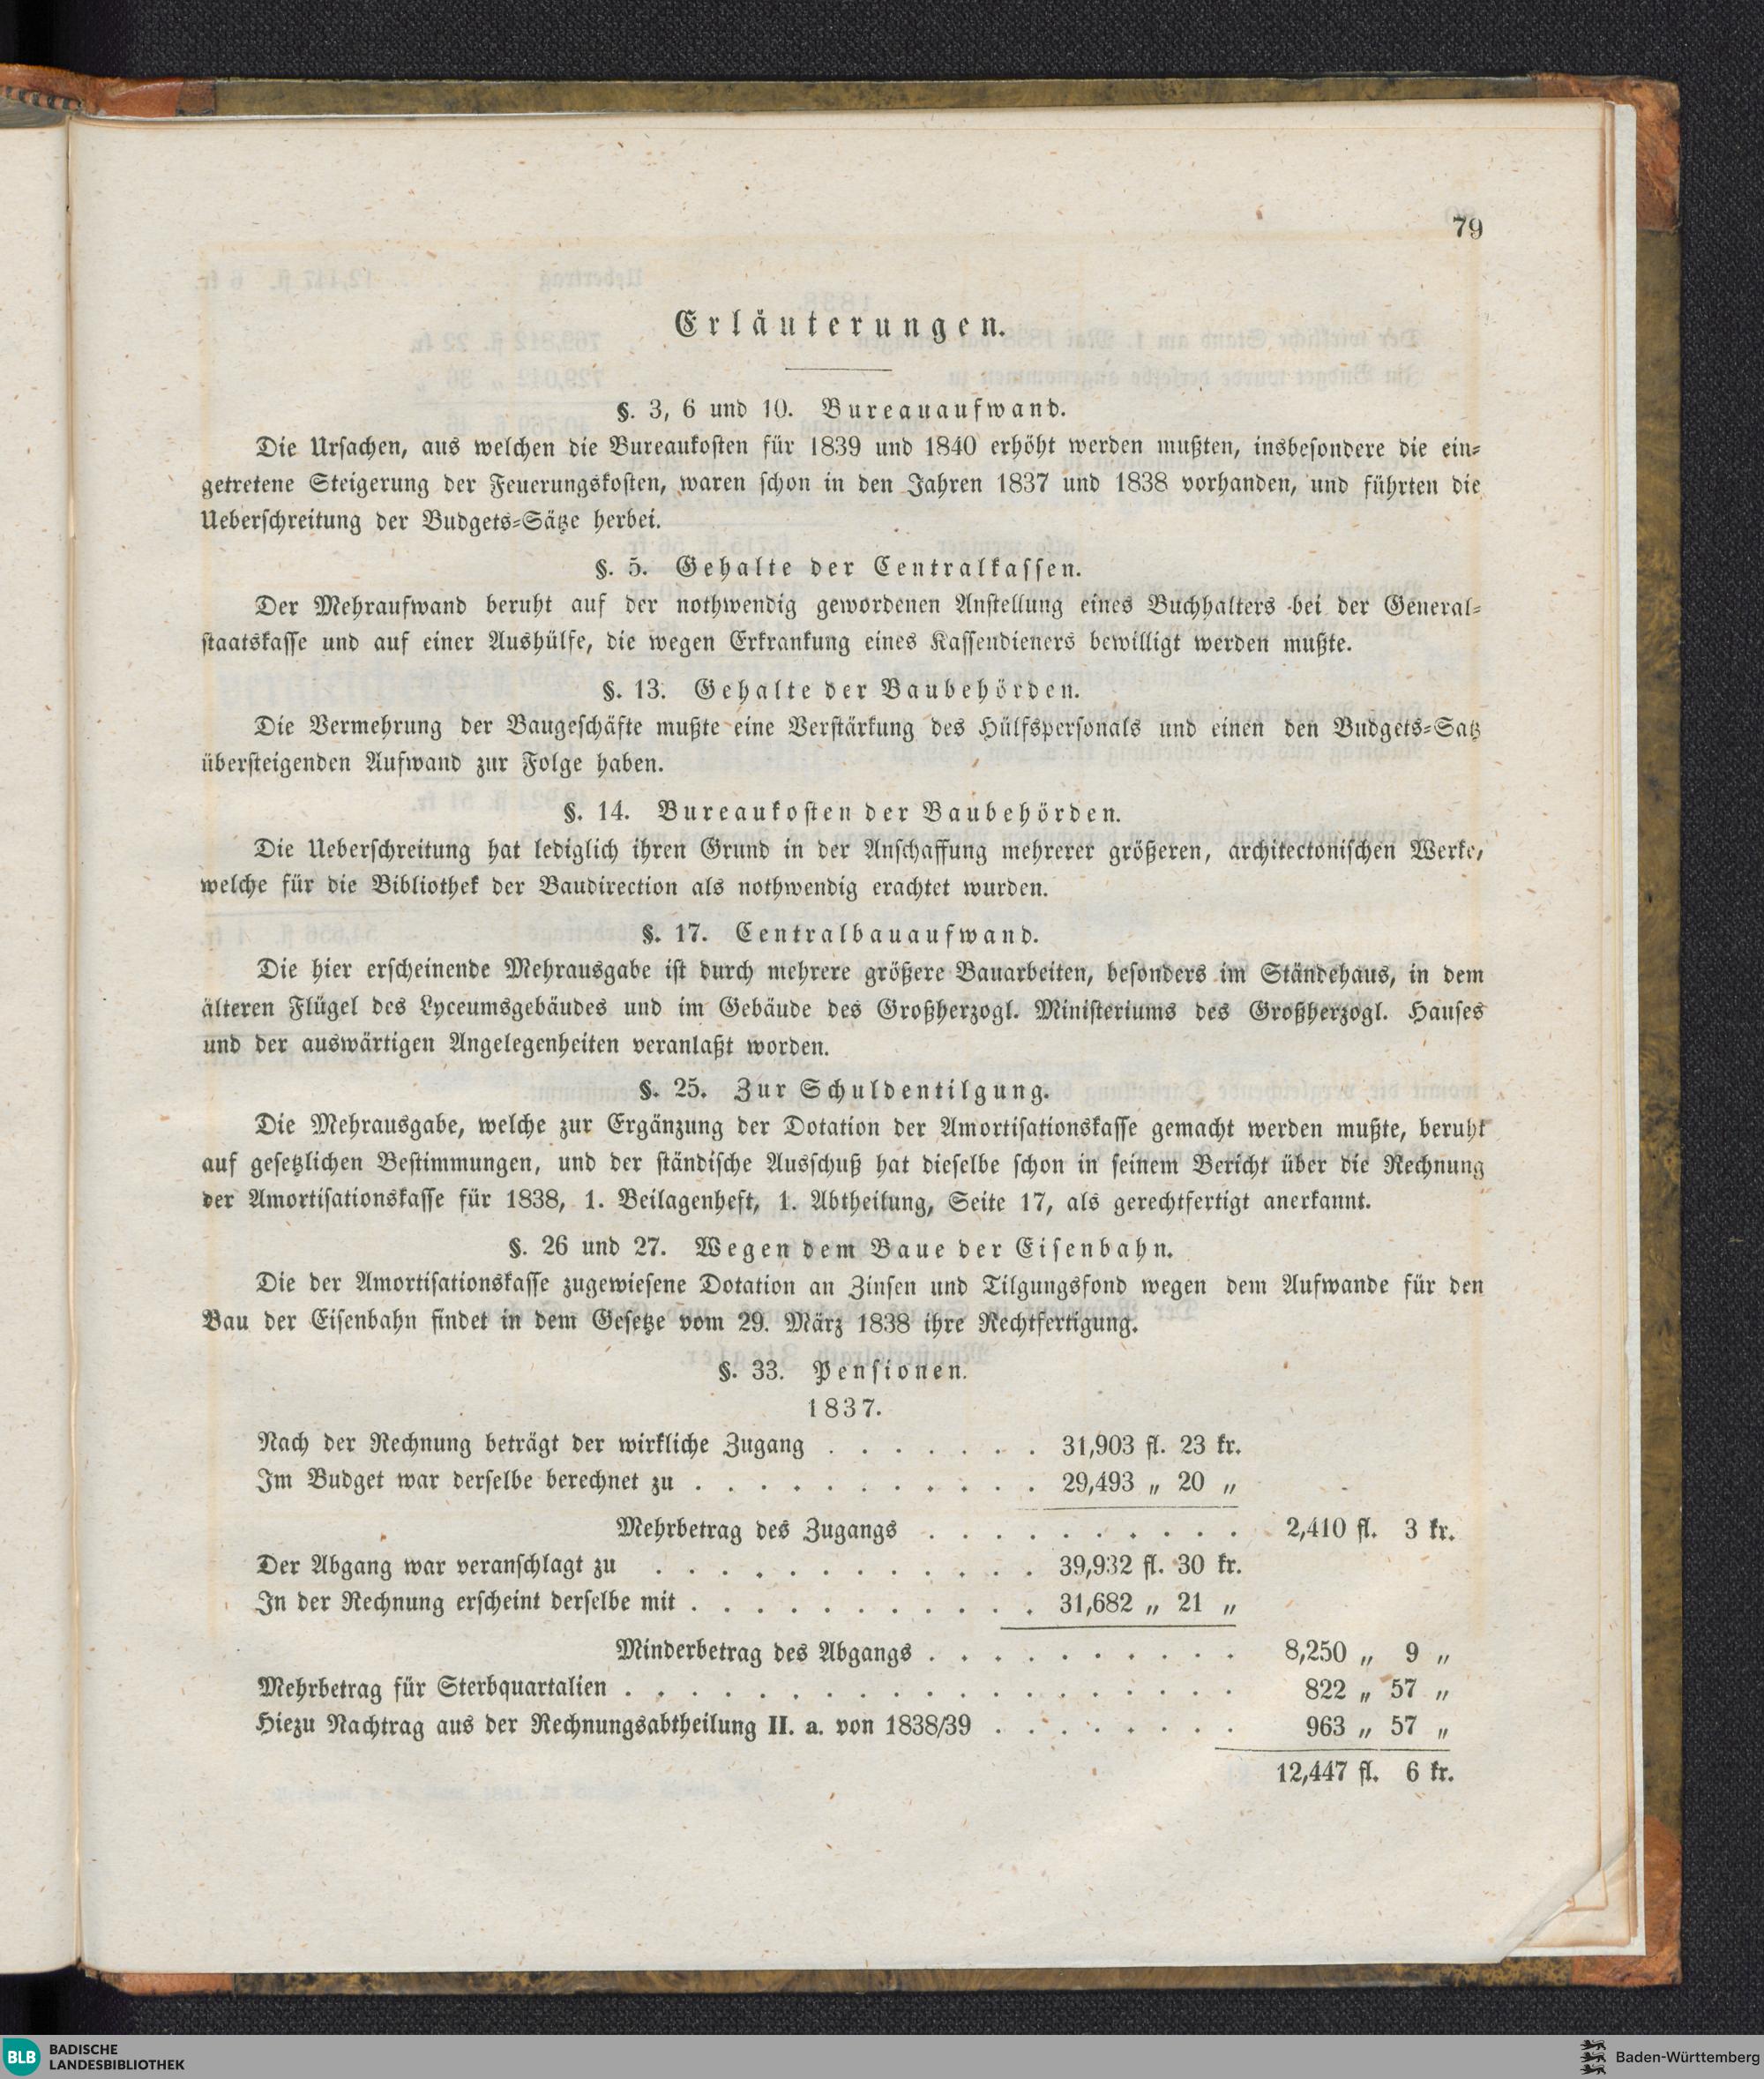 79
Erläuterungen.
§. 3, 6 und 10. Bureauaufwand.
Die Ursachen, aus welchen die Bureaukosten für 1839 und 1840 erhöht werden mußten, insbesondere die ein-
getretene Steigerung der Feuerungskosten, waren schon in den Jahren 1837 und 1838 vorhanden, und führten die
Ueberschreitung der Budgets-Sätze herbei.
§. 5. Gehalte der Centralkassen.
Der Mehraufwand beruht auf der nothwendig gewordenen Anstellung eines Buchhalters bei der General-
staatskasse und auf einer Aushülfe, die wegen Erkrankung eines Kassendieners bewilligt werden mußte.
§. 13. Gehalte der Baubehörden.
Die Vermehrung der Baugeschäfte mußte eine Verstärkung des Hülfspersonals und einen den Budgets-Satz
übersteigenden Aufwand zur Folge haben.
§. 14. Bureaukosten der Baubehörden.
Die Ueberschreitung hat lediglich ihren Grund in der Anschaffung mehrerer größeren, architectonischen Werke,
welche für die Bibliothek der Baudirection als nothwendig erachtet wurden.
§. 17. Centralbauaufwand.
Die hier erscheinende Mehrausgabe ist durch mehrere größere Bauarbeiten, besonders im Ständehaus, in dem
älteren Flügel des Lyceumsgebäudes und im Gebäude des Großherzogl. Ministeriums des Großherzogl. Hauses
und der auswärtigen Angelegenheiten veranlaßt worden.
§. 25. Zur Schuldentilgung.
Die Mehrausgabe, welche zur Ergänzung der Dotation der Amortisationskasse gemacht werden mußte, beruht
auf gesetzlichen Bestimmungen, und der ständische Ausschuß hat dieselbe schon in seinem Bericht über die Rechnung
der Amortisationskasse für 1838, 1. Beilagenheft, 1. Abtheilung, Seite 17, als gerechtfertigt anerkannt.
§. 26 und 27. Wegen dem Baue der Eisenbahn.
Die der Amortisationskasse zugewiesene Dotation an Zinsen und Tilgungsfond wegen dem Aufwande für den
Bau der Eisenbahn findet in dem Gesetze vom 29. März 1838 ihre Rechtfertigung.
§. 33. Pensionen.
1837.
Nach der Rechnung beträgt der wirkliche Zugang . . . . . . . 31,903 fl. 23 kr.
Im Budget war derselbe berechnet zu . . . . . . . . . . . 29,493 „ 20 „
Mehrbetrag des Zugangs . . . . . . . . . . 2,410 fl. 3 kr.
Der Abgang war veranschlagt zu . . . . . . . . . . . . 39,932 fl. 30 kr.
In der Rechnung erscheint derselbe mit . . . . . . . . . . . 31,682 „ 21 „
Minderbetrag des Abgangs . . . . . . . . . . 8,250 „ 9 „
Mehrbetrag für Sterbquartalien . . . . . . . . . . . . . . . . . . . 822 „ 57 „
Hiezu Nachtrag aus der Rechnungsabtheilung II. a. von 1838/39 . . . . . . . . 963 „ 57 „
12,447 fl. 6 kr.
BLB BADISCHE
LANDESBIBLIOTHEK
Baden-Württemberg